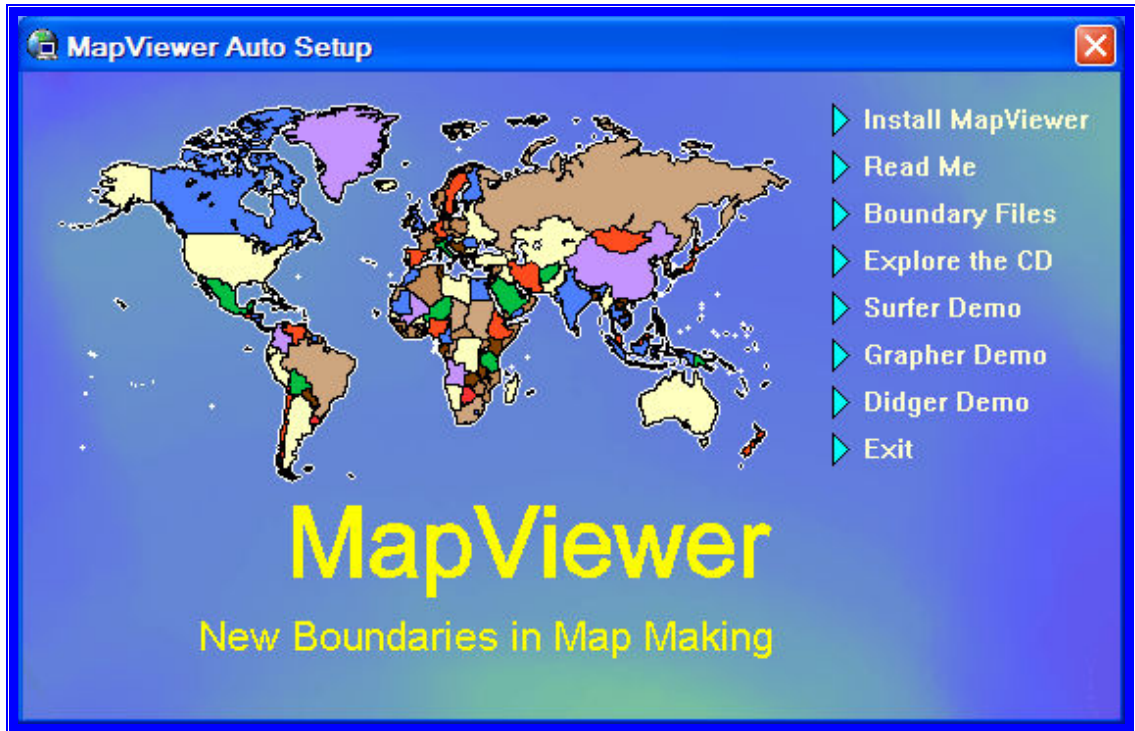 MapViewer Auto Setup
Install MapViewer
Read Me
Boundary Files
Explore the CD
Surfer Demo
Grapher Demo
Didger Demo
Exit
MapViewer
New Boundaries in Map Making